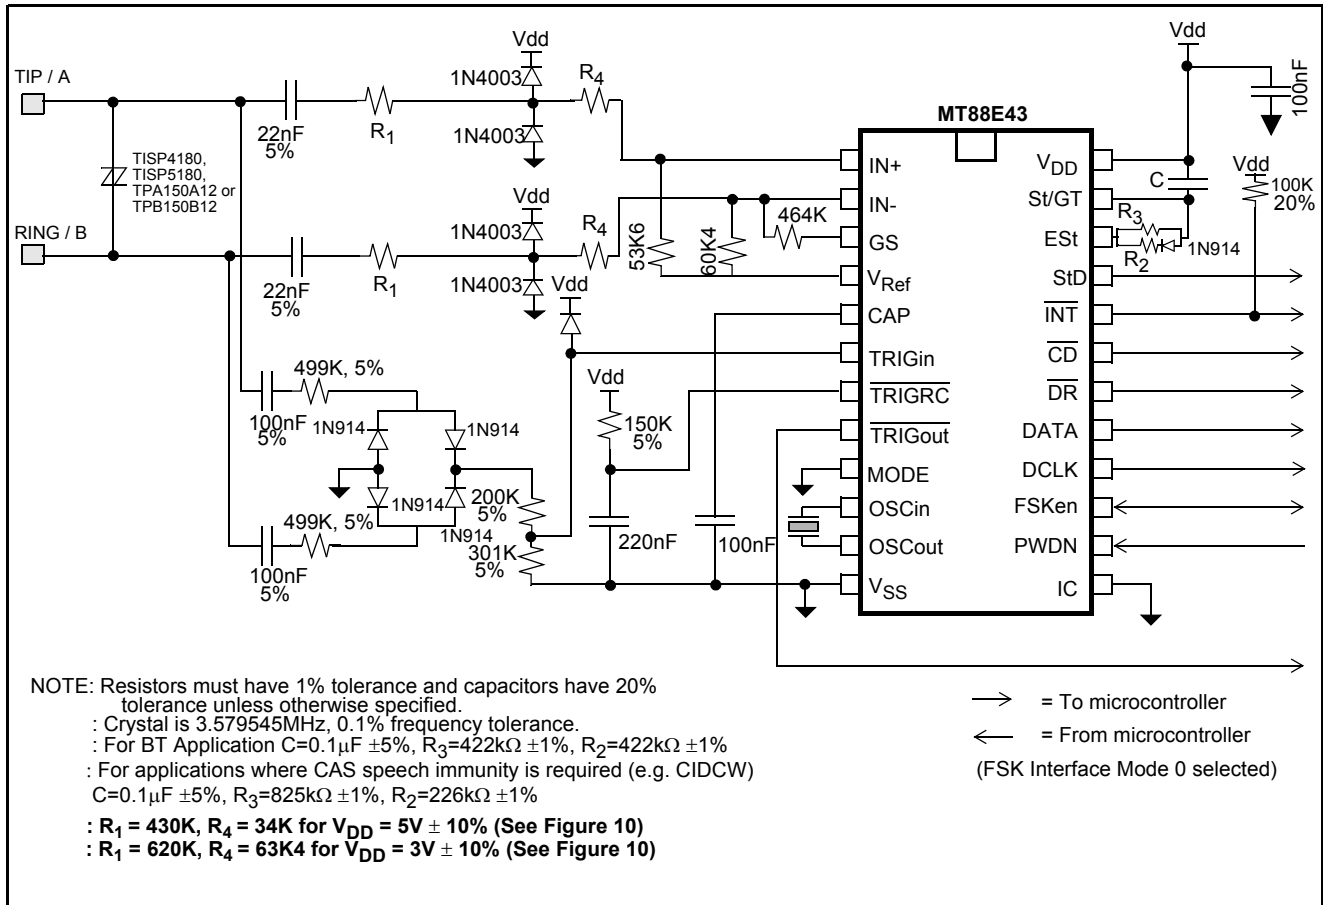 Vdd
Vdd
TIP / A
1N4003
R4
100nF
22nF
5%
R1
1N4003
MT88E43
TISP4180,
TISP5180,
TPA150A12 or
TPB150B12
IN+
VDD
Vdd
C
100K
20%
Vdd
IN-
St/GT
RING / B
1N4003
R4
53K6
60K4
464K
GS
ESt
R3
R2
1N914
22nF
5%
R1
1N4003
Vdd
VRef
StD
CAP
INT
TRIGin
CD
499K, 5%
Vdd
TRIGRC
DR
100nF
5%
1N914
1N914
150K
5%
TRIGout
DATA
MODE
DCLK
1N914
200K
5%
OSCin
FSKen
499K, 5%
1N914
220nF
100nF
OSCout
PWDN
100nF
5%
301K
5%
VSS
IC
NOTE: Resistors must have 1% tolerance and capacitors have 20%
tolerance unless otherwise specified.
: Crystal is 3.579545MHz, 0.1% frequency tolerance.
: For BT Application C=0.1μF ±5%, R3=422kΩ ±1%, R2=422kΩ ±1%
: For applications where CAS speech immunity is required (e.g. CIDCW)
C=0.1μF ±5%, R3=825kΩ ±1%, R2=226kΩ ±1%
: R1 = 430K, R4 = 34K for VDD = 5V ± 10% (See Figure 10)
: R1 = 620K, R4 = 63K4 for VDD = 3V ± 10% (See Figure 10)
= To microcontroller
= From microcontroller
(FSK Interface Mode 0 selected)